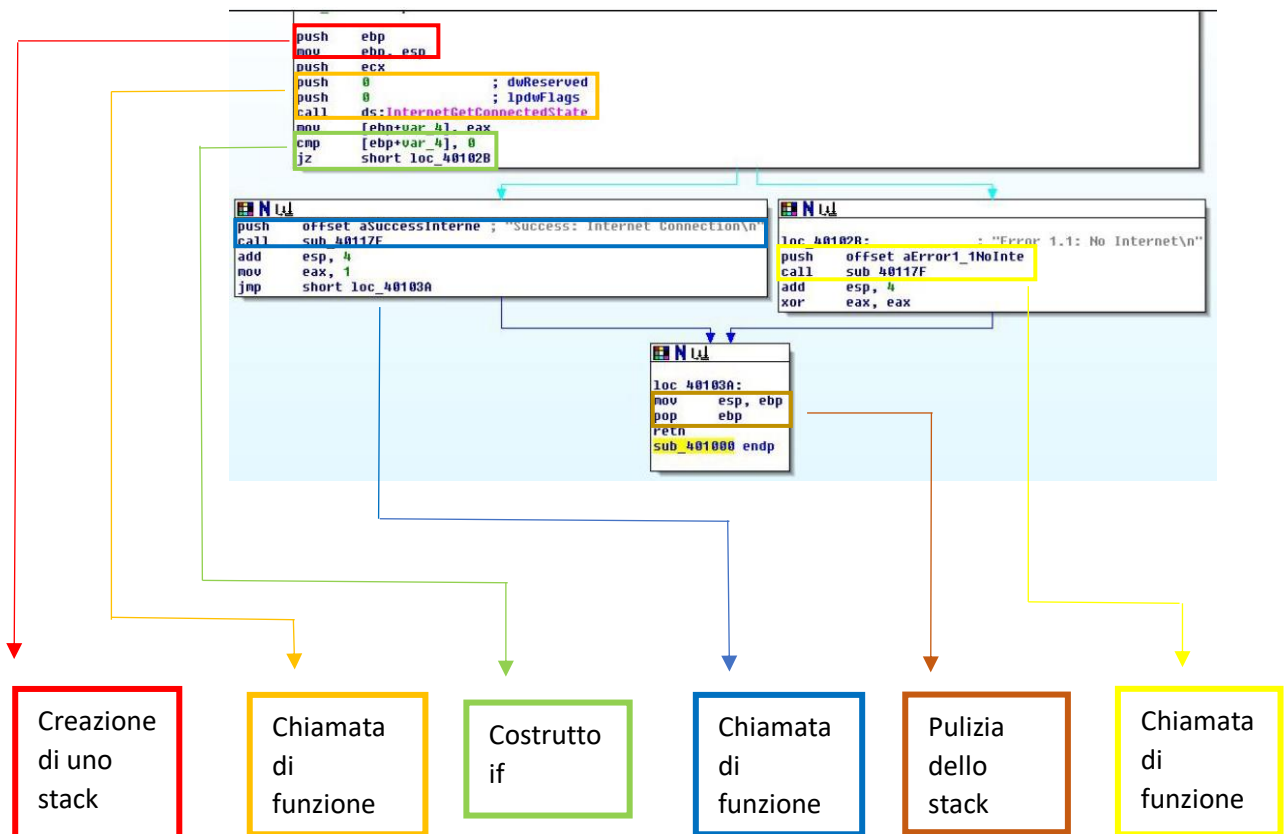 push ebp
mov ebp, esp
push ecx
push 0 ; dwReserved
push 0 ; lpdwFlags
call ds:InternetGetConnectedState
mov [ebp+var_4], eax
cmp [ebp+var_4], 0
jz short loc_40102B
push offset aSuccessInterne ; "Success: Internet Connection\n"
call sub_40117F
add esp, 4
mov eax, 1
jmp short loc_40103A
loc_40102B: ; "Error 1.1: No Internet\n"
push offset aError1_1NoInte
call sub_40117F
add esp, 4
xor eax, eax
loc_40103A:
mov esp, ebp
pop ebp
retn
sub_401000 endp
Creazione
di uno
stack
Chiamata
di
funzione
Costrutto
if
Chiamata
di
funzione
Pulizia
dello
stack
Chiamata
di
funzione